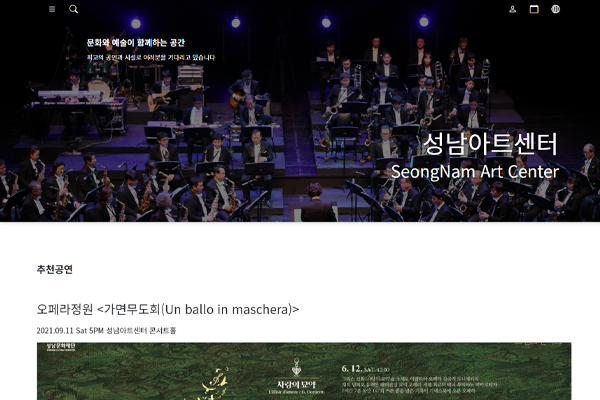 문화와 예술이 함께하는 공간
최고의 공연과 시설로 여러분을 기다리고 있습니다
성남아트센터
SeongNam Art Center
추천공연
오페라정원 <가면무도회(Un ballo in maschera)>
2021.09.11 Sat 5PM 성남아트센터 콘서트홀
성남문화재단
사랑의 묘약
6. 12. SAT.